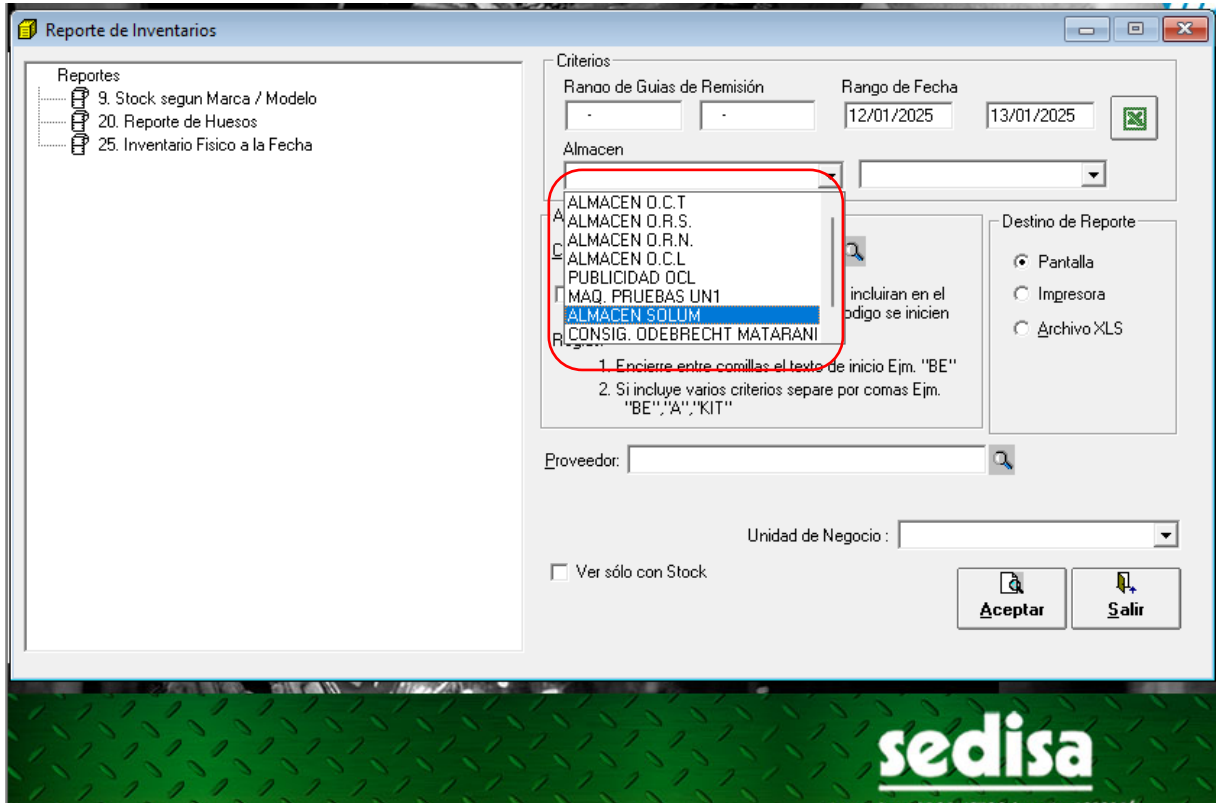 Reporte de Inventarios
Reportes
9. Stock segun Marca / Modelo
20. Reporte de Huesos
25. Inventario Fisico a la Fecha
Criterios
Rango de Guias de Remisión
Rango de Fecha
- -
12/01/2025 13/01/2025
Almacen
ALMACEN O.C.T
ALMACEN O.R.S.
ALMACEN O.R.N.
ALMACEN O.C.L
PUBLICIDAD OCL
MAQ. PRUEBAS UN1
ALMACEN SOLUM
CONSIG. ODEBRECHT MATARANI
incluiran en el
odigo se inicien
1. Encierre entre comillas el texto de inicio Ejm. "BE"
2. Si incluye varios criterios separe por comas Ejm.
"BE","A","KIT"
Destino de Reporte
Pantalla
Impresora
Archivo XLS
Proveedor:
Unidad de Negocio :
Ver sólo con Stock
Aceptar
Salir
sedisa